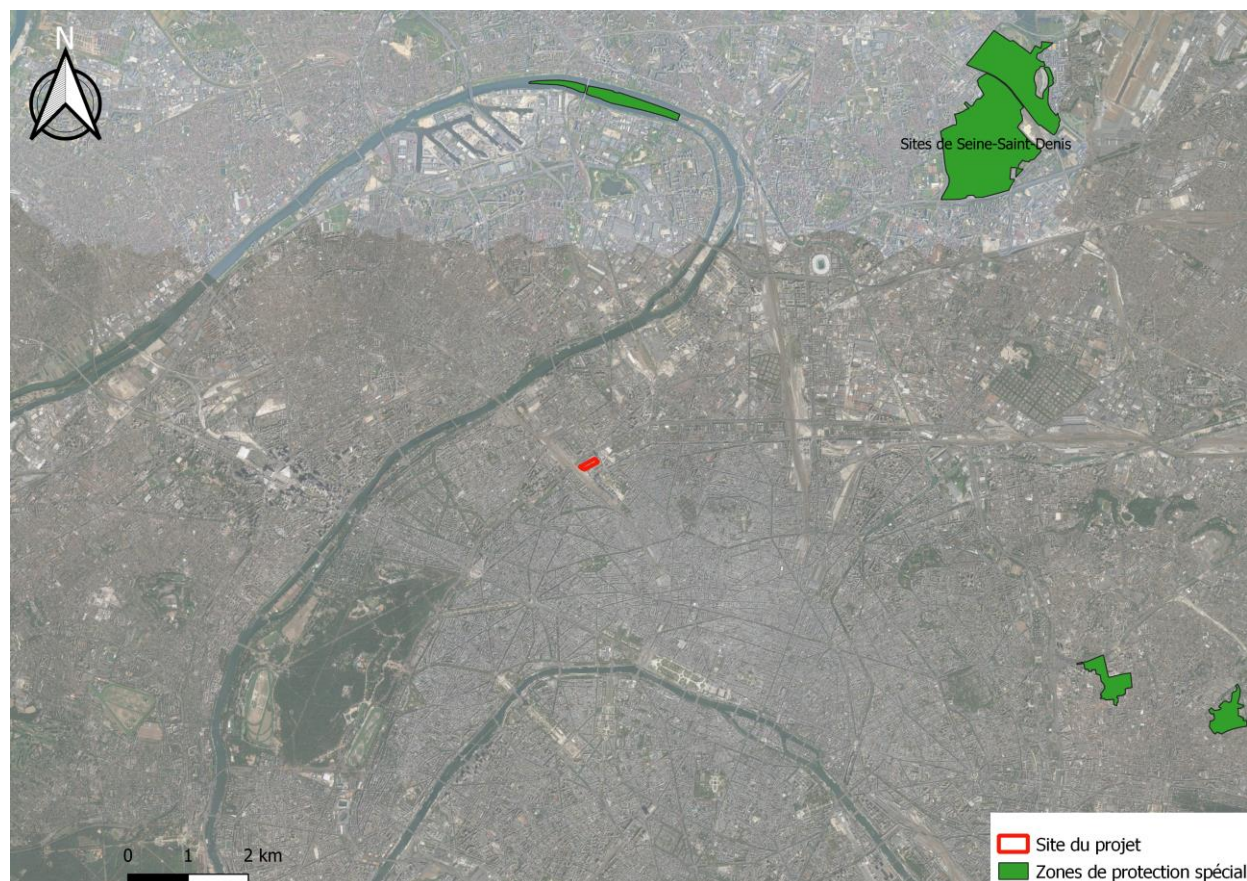 N
Sites de Seine-Saint-Denis
0 1 2 km
Site du projet
Zones de protection spécial